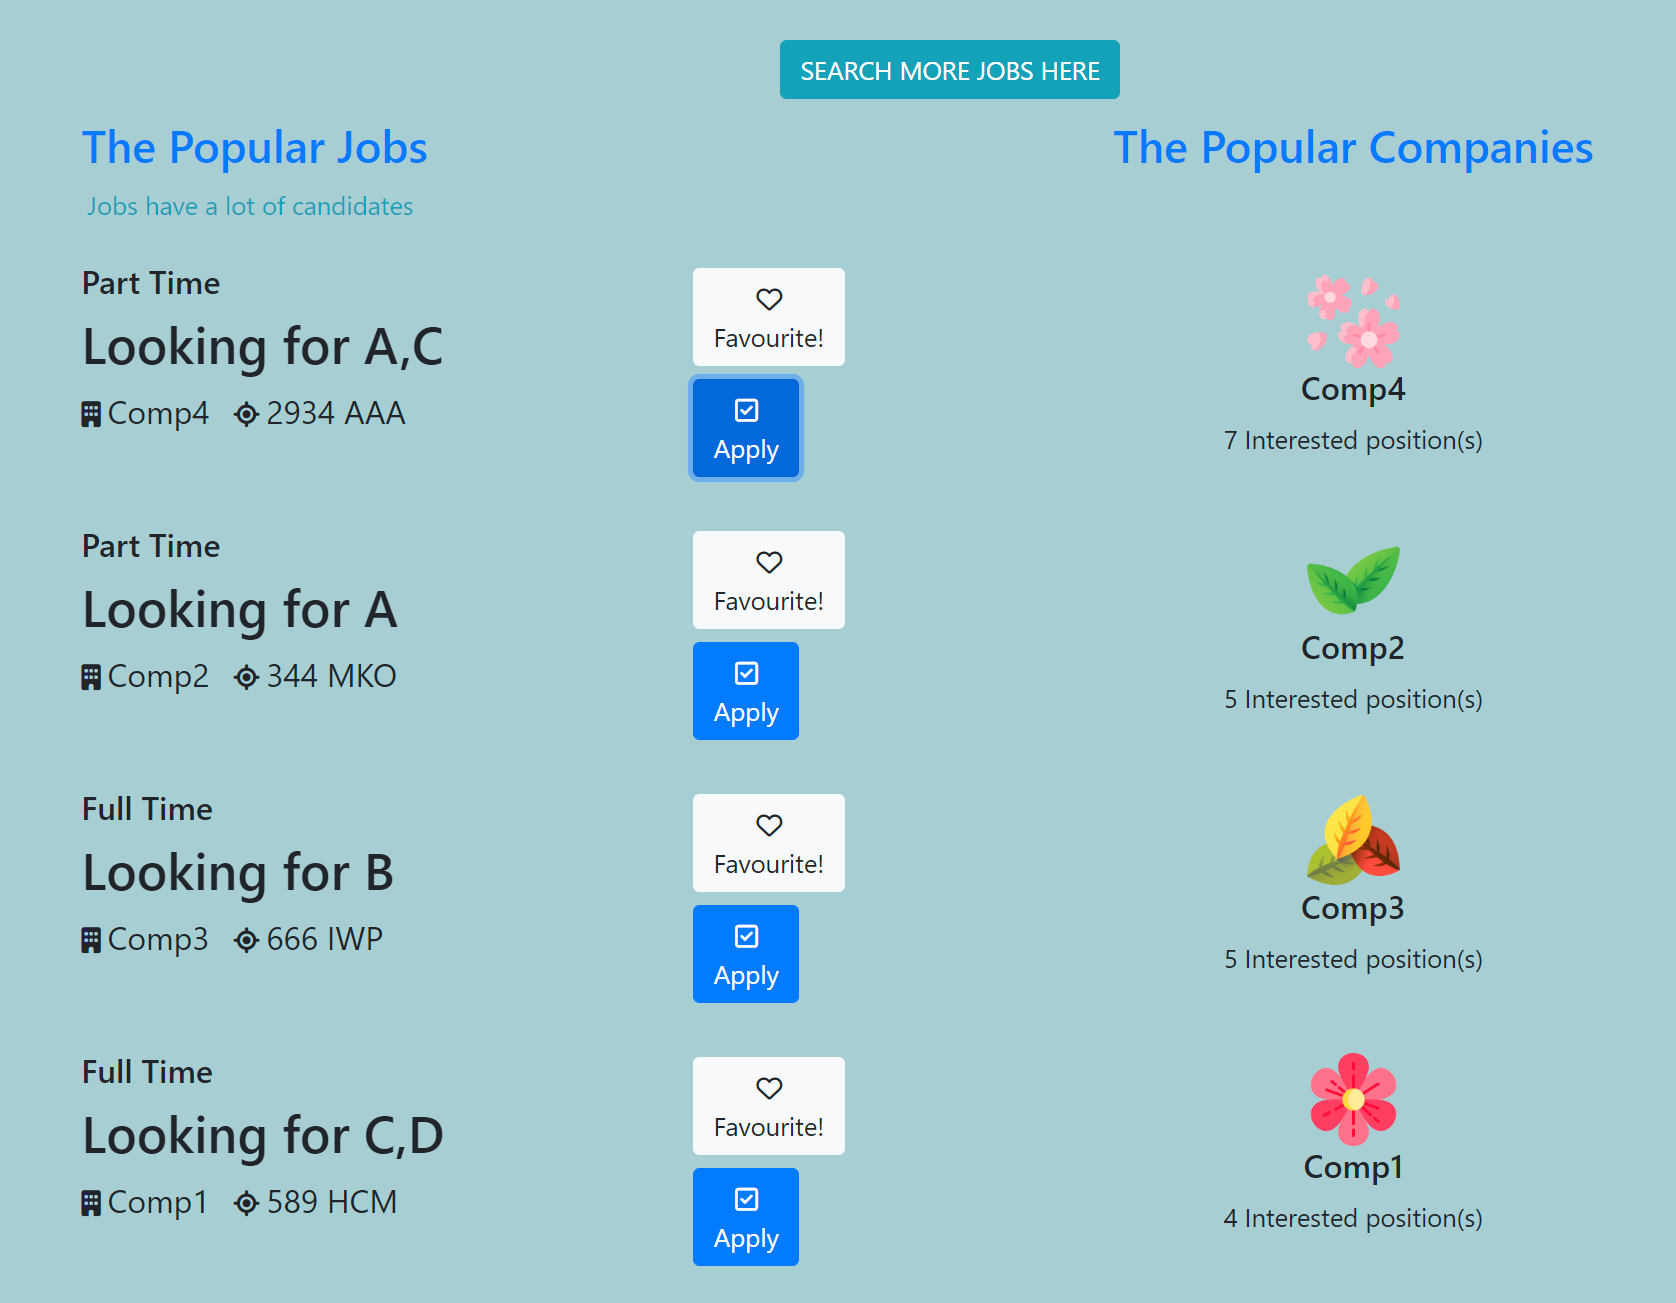 SEARCH MORE JOBS HERE
The Popular Jobs
Jobs have a lot of candidates
Part Time
Looking for A,C
Comp4 2934 AAA
Favourite!
Apply
Part Time
Looking for A
Comp2 344 MKO
Favourite!
Apply
Full Time
Looking for B
Comp3 666 IWP
Favourite!
Apply
Full Time
Looking for C,D
Comp1 589 HCM
Favourite!
Apply
The Popular Companies
Comp4
7 Interested position(s)
Comp2
5 Interested position(s)
Comp3
5 Interested position(s)
Comp1
4 Interested position(s)